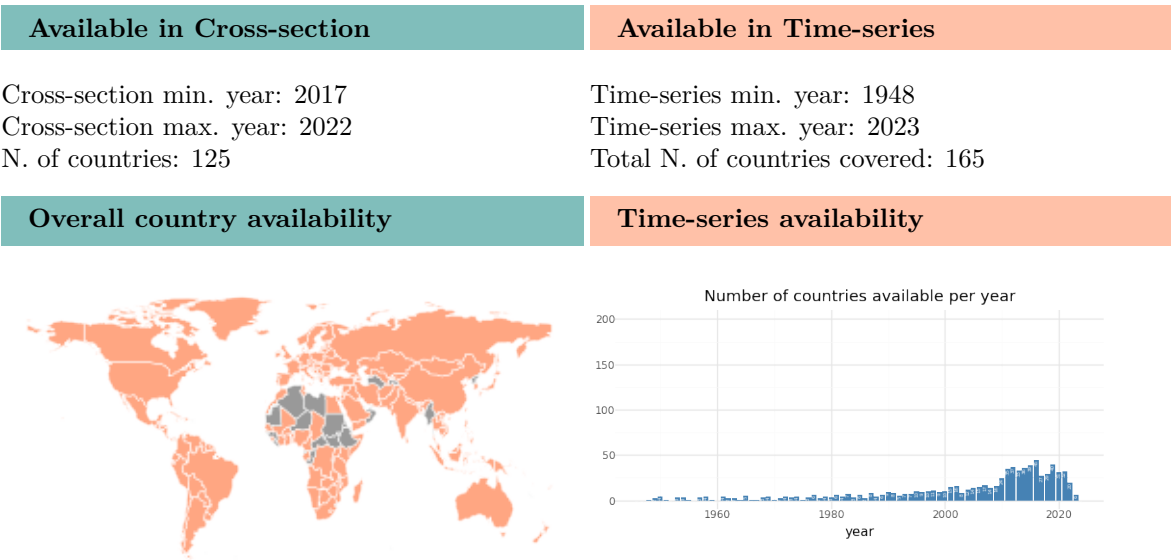 Available in Cross-section
Available in Time-series
Cross-section min. year: 2017
Cross-section max. year: 2022
N. of countries: 125
Time-series min. year: 1948
Time-series max. year: 2023
Total N. of countries covered: 165
Overall country availability
Time-series availability
Number of countries available per year
200
150
100
50
0
1960
1980
2000
2020
year